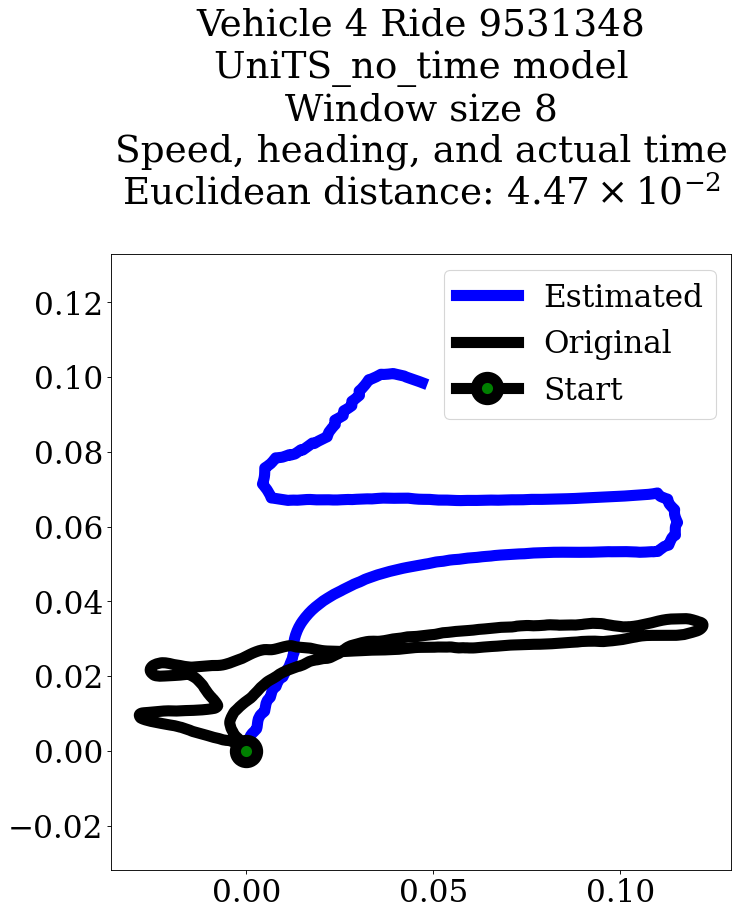 Vehicle 4 Ride 9531348
UniTS_no_time model
Window size 8
Speed, heading, and actual time
Euclidean distance: 4.47 × 10⁻²
Estimated
Original
Start
0.12
0.10
0.08
0.06
0.04
0.02
0.00
−0.02
0.00 0.05 0.10